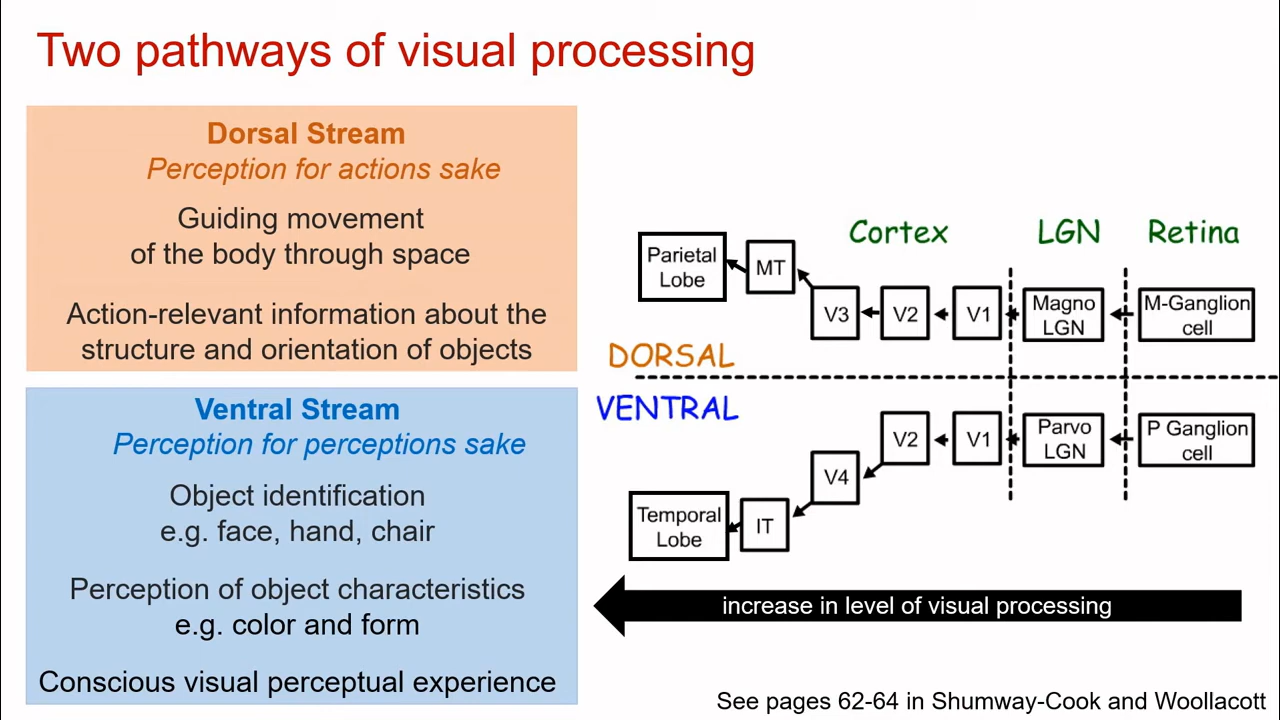 Two pathways of visual processing
Dorsal Stream
Perception for actions sake
Guiding movement
of the body through space
Action-relevant information about the
structure and orientation of objects
Ventral Stream
Perception for perceptions sake
Object identification
e.g. face, hand, chair
Perception of object characteristics
e.g. color and form
Conscious visual perceptual experience
Cortex LGN Retina
Parietal
Lobe
MT
V3
V2
V1
Magno
LGN
M-Ganglion
cell
DORSAL
VENTRAL
Temporal
Lobe
IT
V4
V2
V1
Parvo
LGN
P Ganglion
cell
increase in level of visual processing
See pages 62-64 in Shumway-Cook and Woollacott